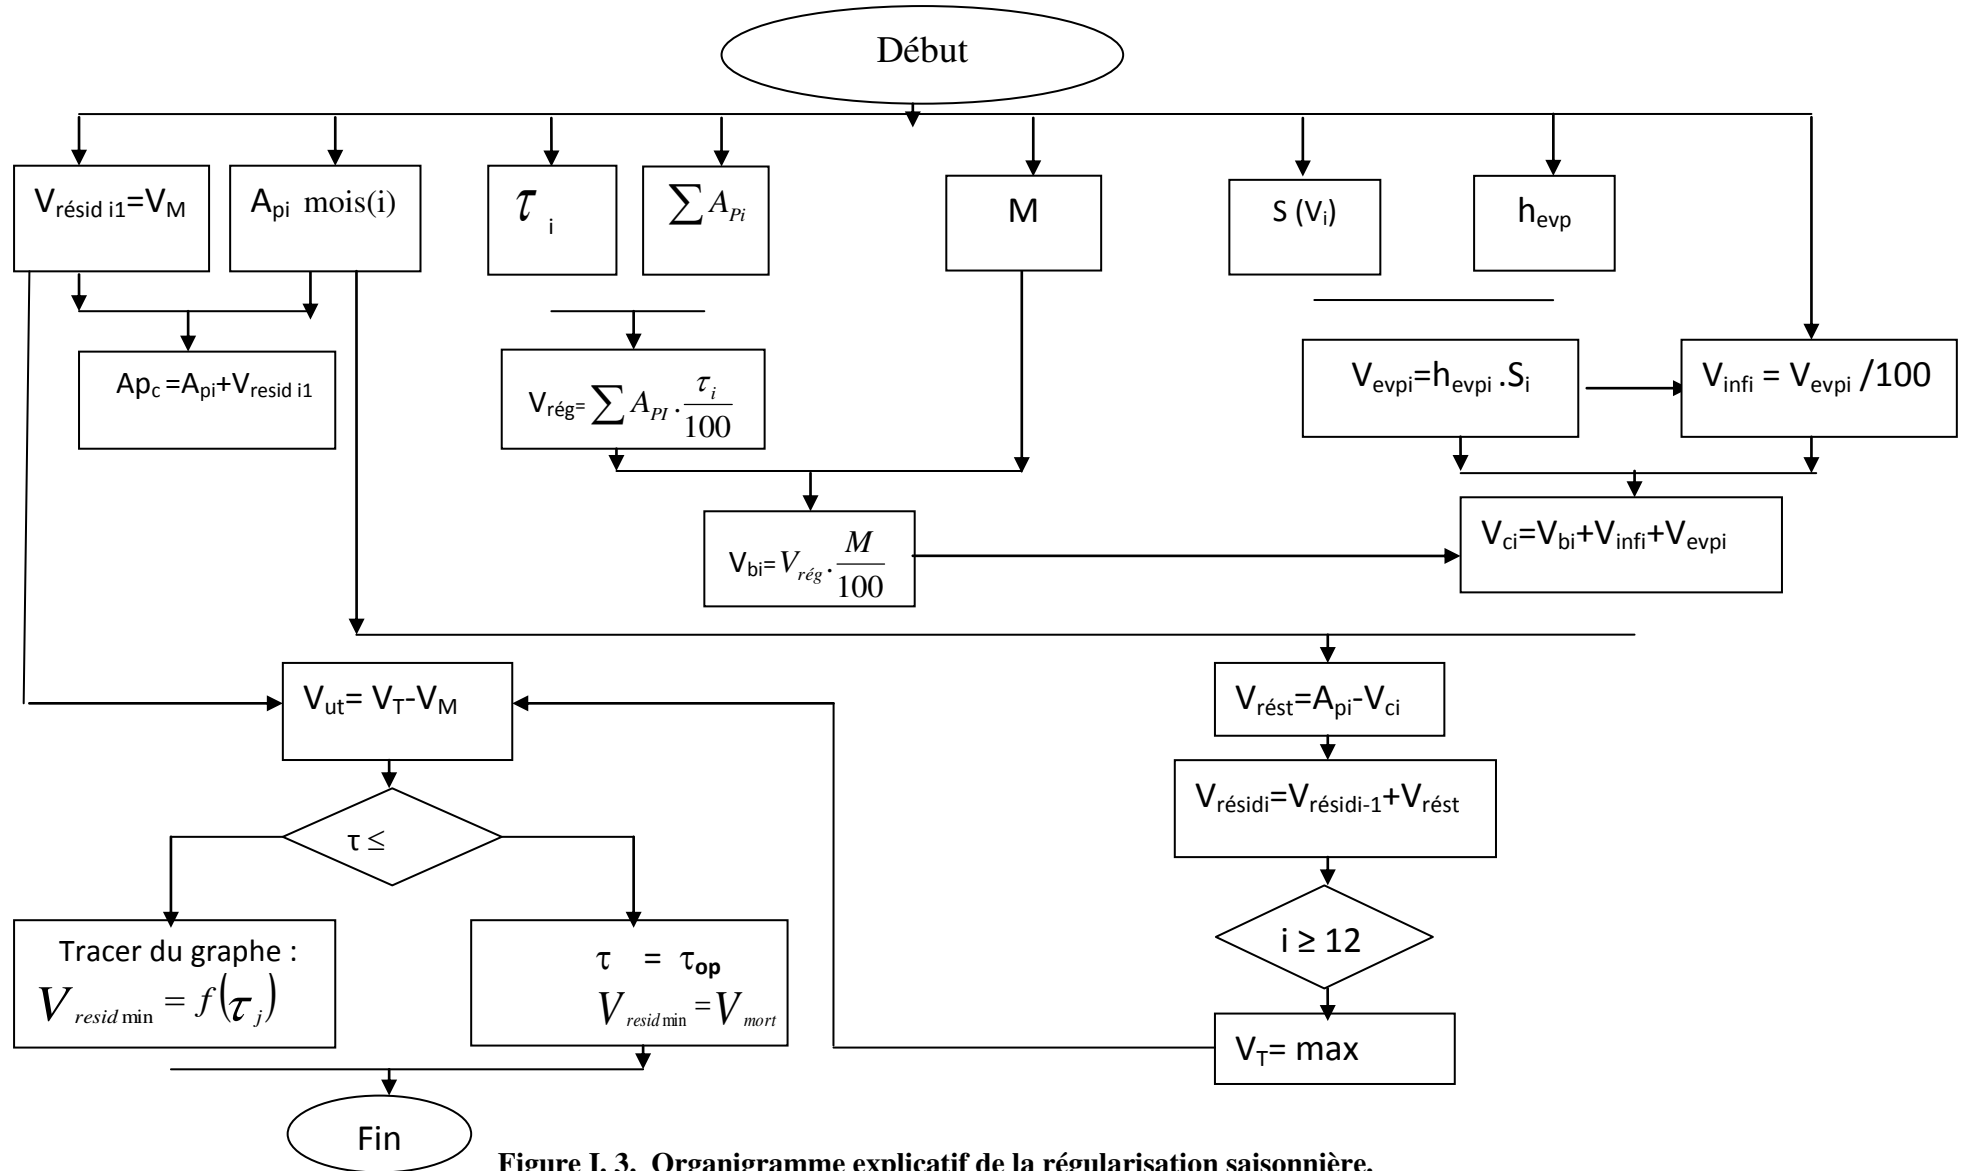 Début
V_résid i1=V_M
A_pi mois(i)
τ_i
∑A_Pi
M
S (V_i)
h_evp
Ap_c =A_pi+V_resid i1
V_rég= ∑A_PI . τ_i/100
V_evpi=h_evpi .S_i
V_infi = V_evpi /100
V_bi= V_rég . M/100
V_ci=V_bi+V_infi+V_evpi
V_ut= V_T-V_M
V_rést=A_pi-V_ci
V_résidi=V_résidi-1+V_rést
τ ≤
i ≥ 12
Tracer du graphe :
V_resid min = f(τ_j)
τ = τ_op
V_resid min = V_mort
V_T= max
Fin
Figure I. 3. Organigramme explicatif de la régularisation saisonnière.